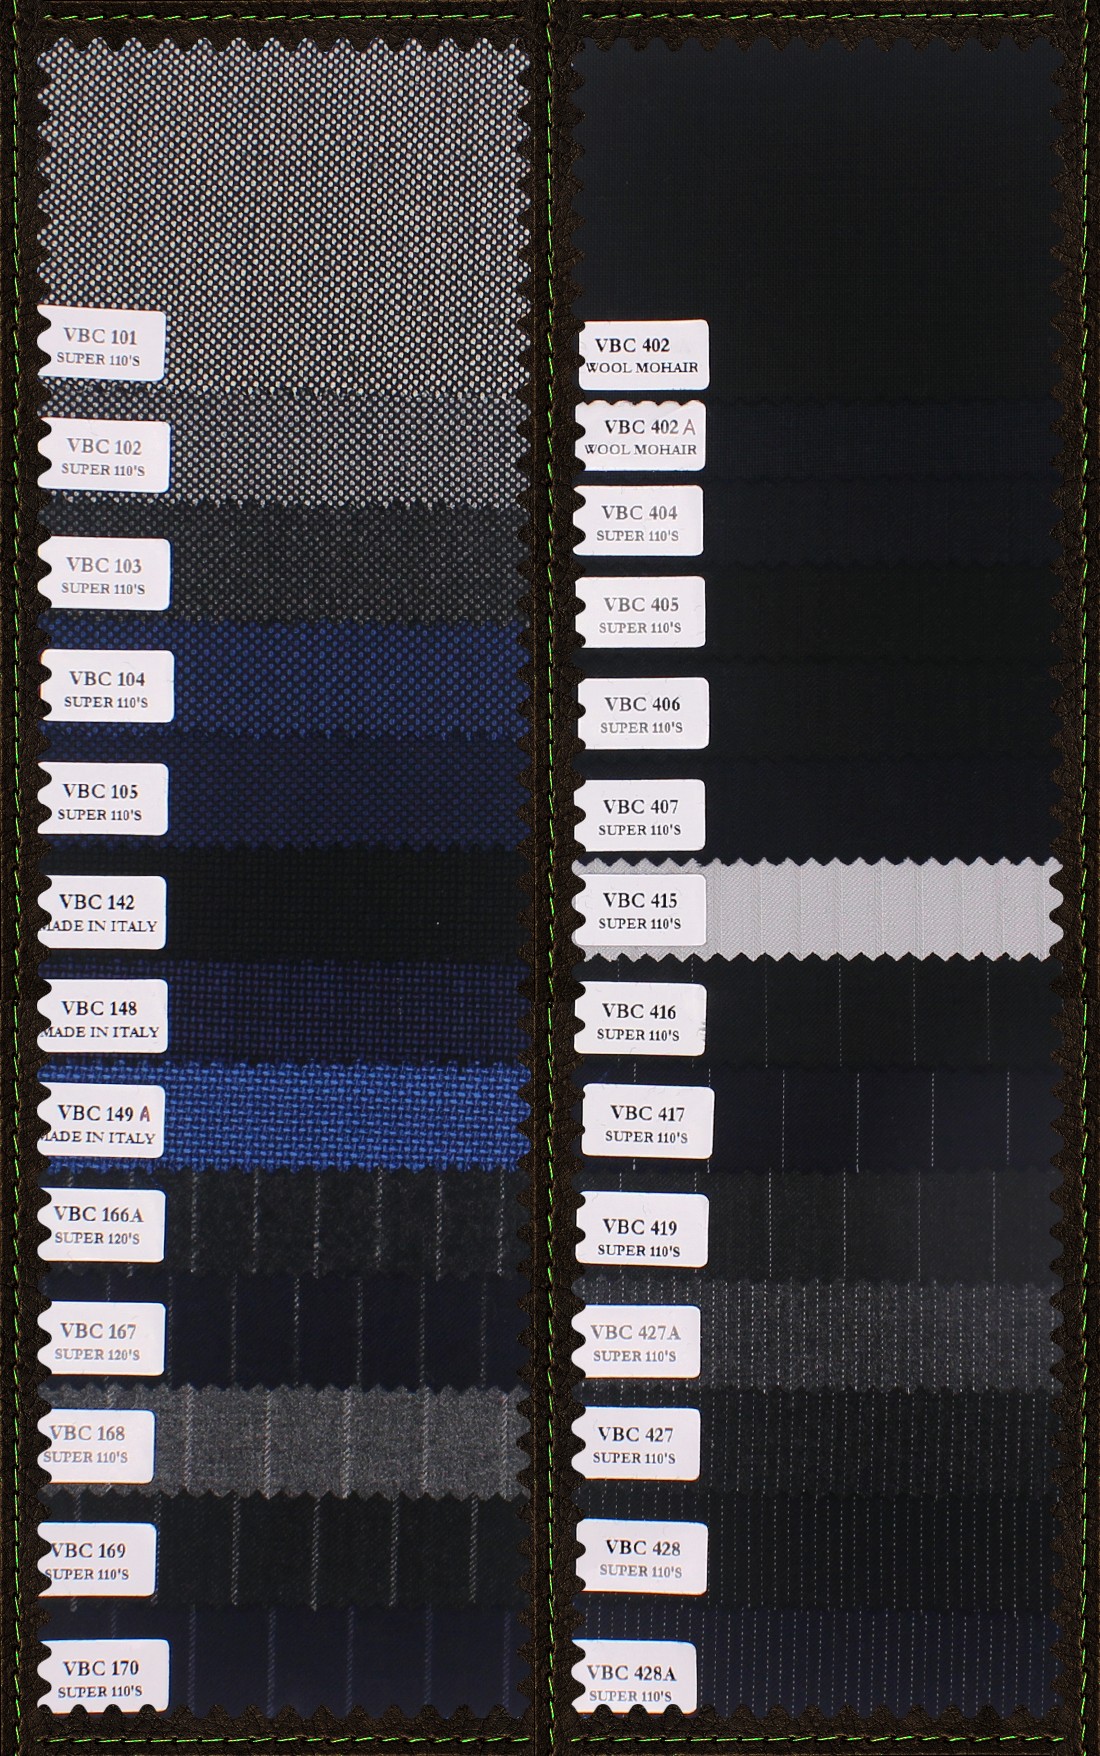 VBC 101
SUPER 110'S
VBC 102
SUPER 110'S
VBC 103
SUPER 110'S
VBC 104
SUPER 110'S
VBC 105
SUPER 110'S
VBC 142
MADE IN ITALY
VBC 148
MADE IN ITALY
VBC 149 A
MADE IN ITALY
VBC 166A
SUPER 120'S
VBC 167
SUPER 120'S
VBC 168
SUPER 110'S
VBC 169
SUPER 110'S
VBC 170
SUPER 110'S
VBC 402
WOOL MOHAIR
VBC 402 A
WOOL MOHAIR
VBC 404
SUPER 110'S
VBC 405
SUPER 110'S
VBC 406
SUPER 110'S
VBC 407
SUPER 110'S
VBC 415
SUPER 110'S
VBC 416
SUPER 110'S
VBC 417
SUPER 110'S
VBC 419
SUPER 110'S
VBC 427A
SUPER 110'S
VBC 427
SUPER 110'S
VBC 428
SUPER 110'S
VBC 428A
SUPER 110'S